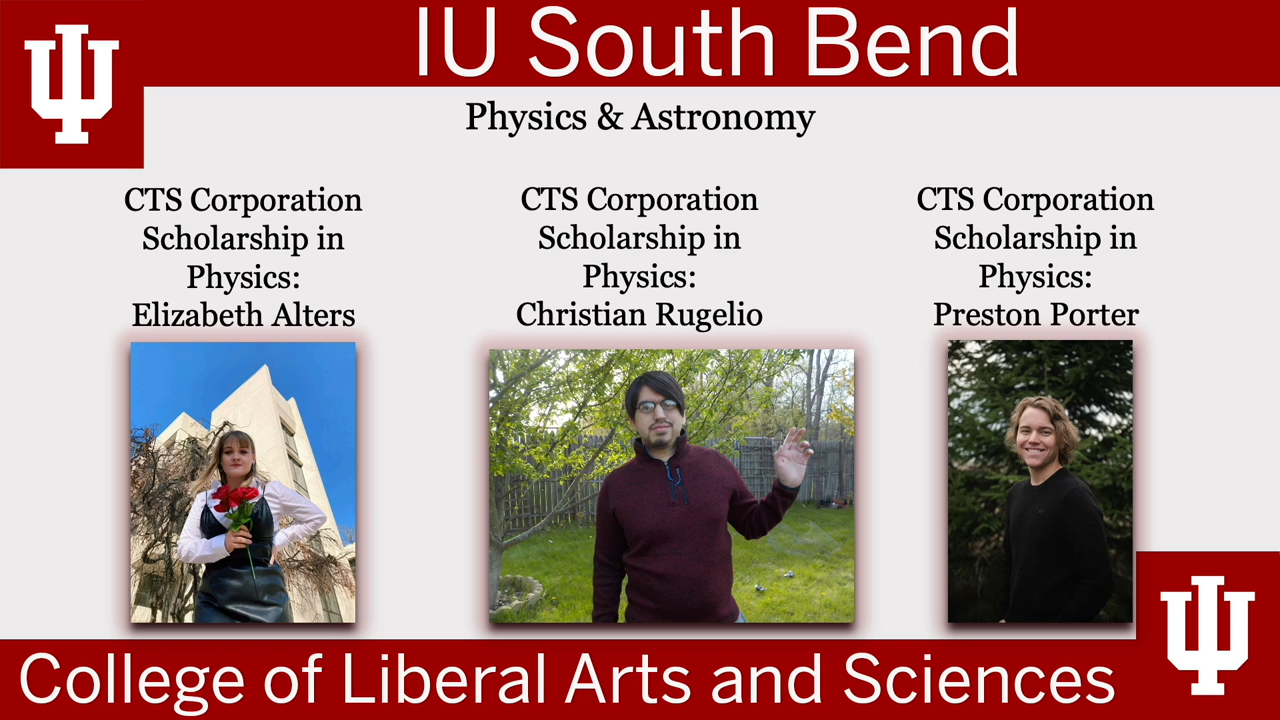 IU South Bend
Physics & Astronomy
CTS Corporation
Scholarship in
Physics:
Elizabeth Alters
CTS Corporation
Scholarship in
Physics:
Christian Rugelio
CTS Corporation
Scholarship in
Physics:
Preston Porter
College of Liberal Arts and Sciences